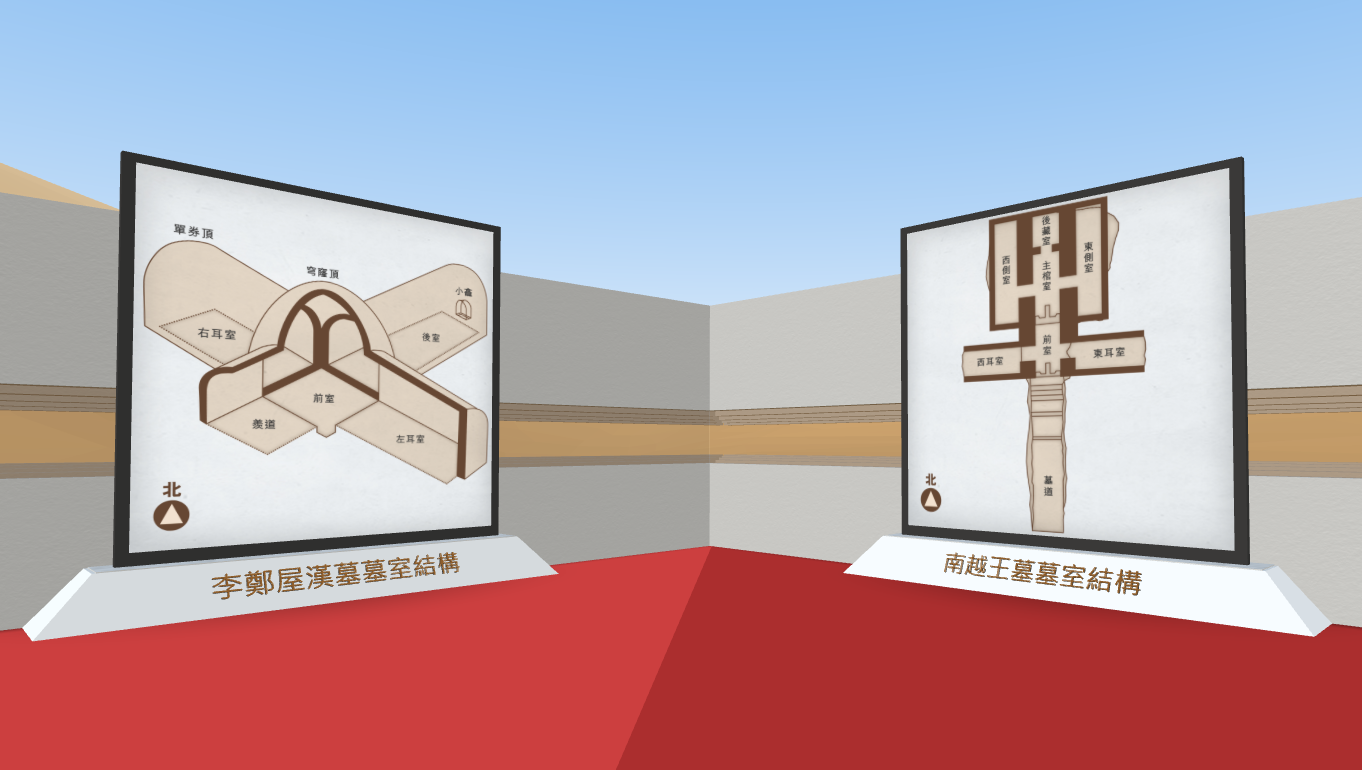 單券頂
穹窿頂
小龕
右耳室
後室
前室
羨道
左耳室
北
李鄭屋漢墓墓室結構
後藏室
東側室
西側室
主棺室
前室
西耳室
東耳室
墓道
北
南越王墓墓室結構